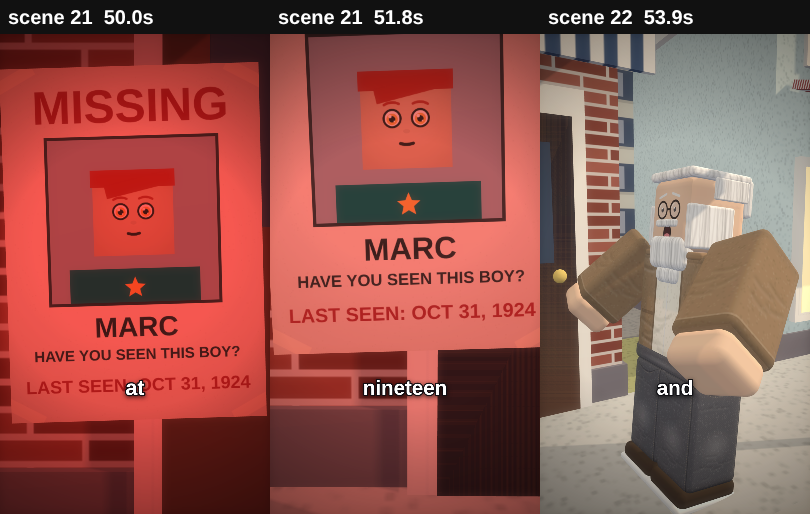 scene 21 50.0s
MISSING
MARC
HAVE YOU SEEN THIS BOY?
LAST SEEN: OCT 31, 1924
at
scene 21 51.8s
MARC
HAVE YOU SEEN THIS BOY?
LAST SEEN: OCT 31, 1924
nineteen
scene 22 53.9s
and